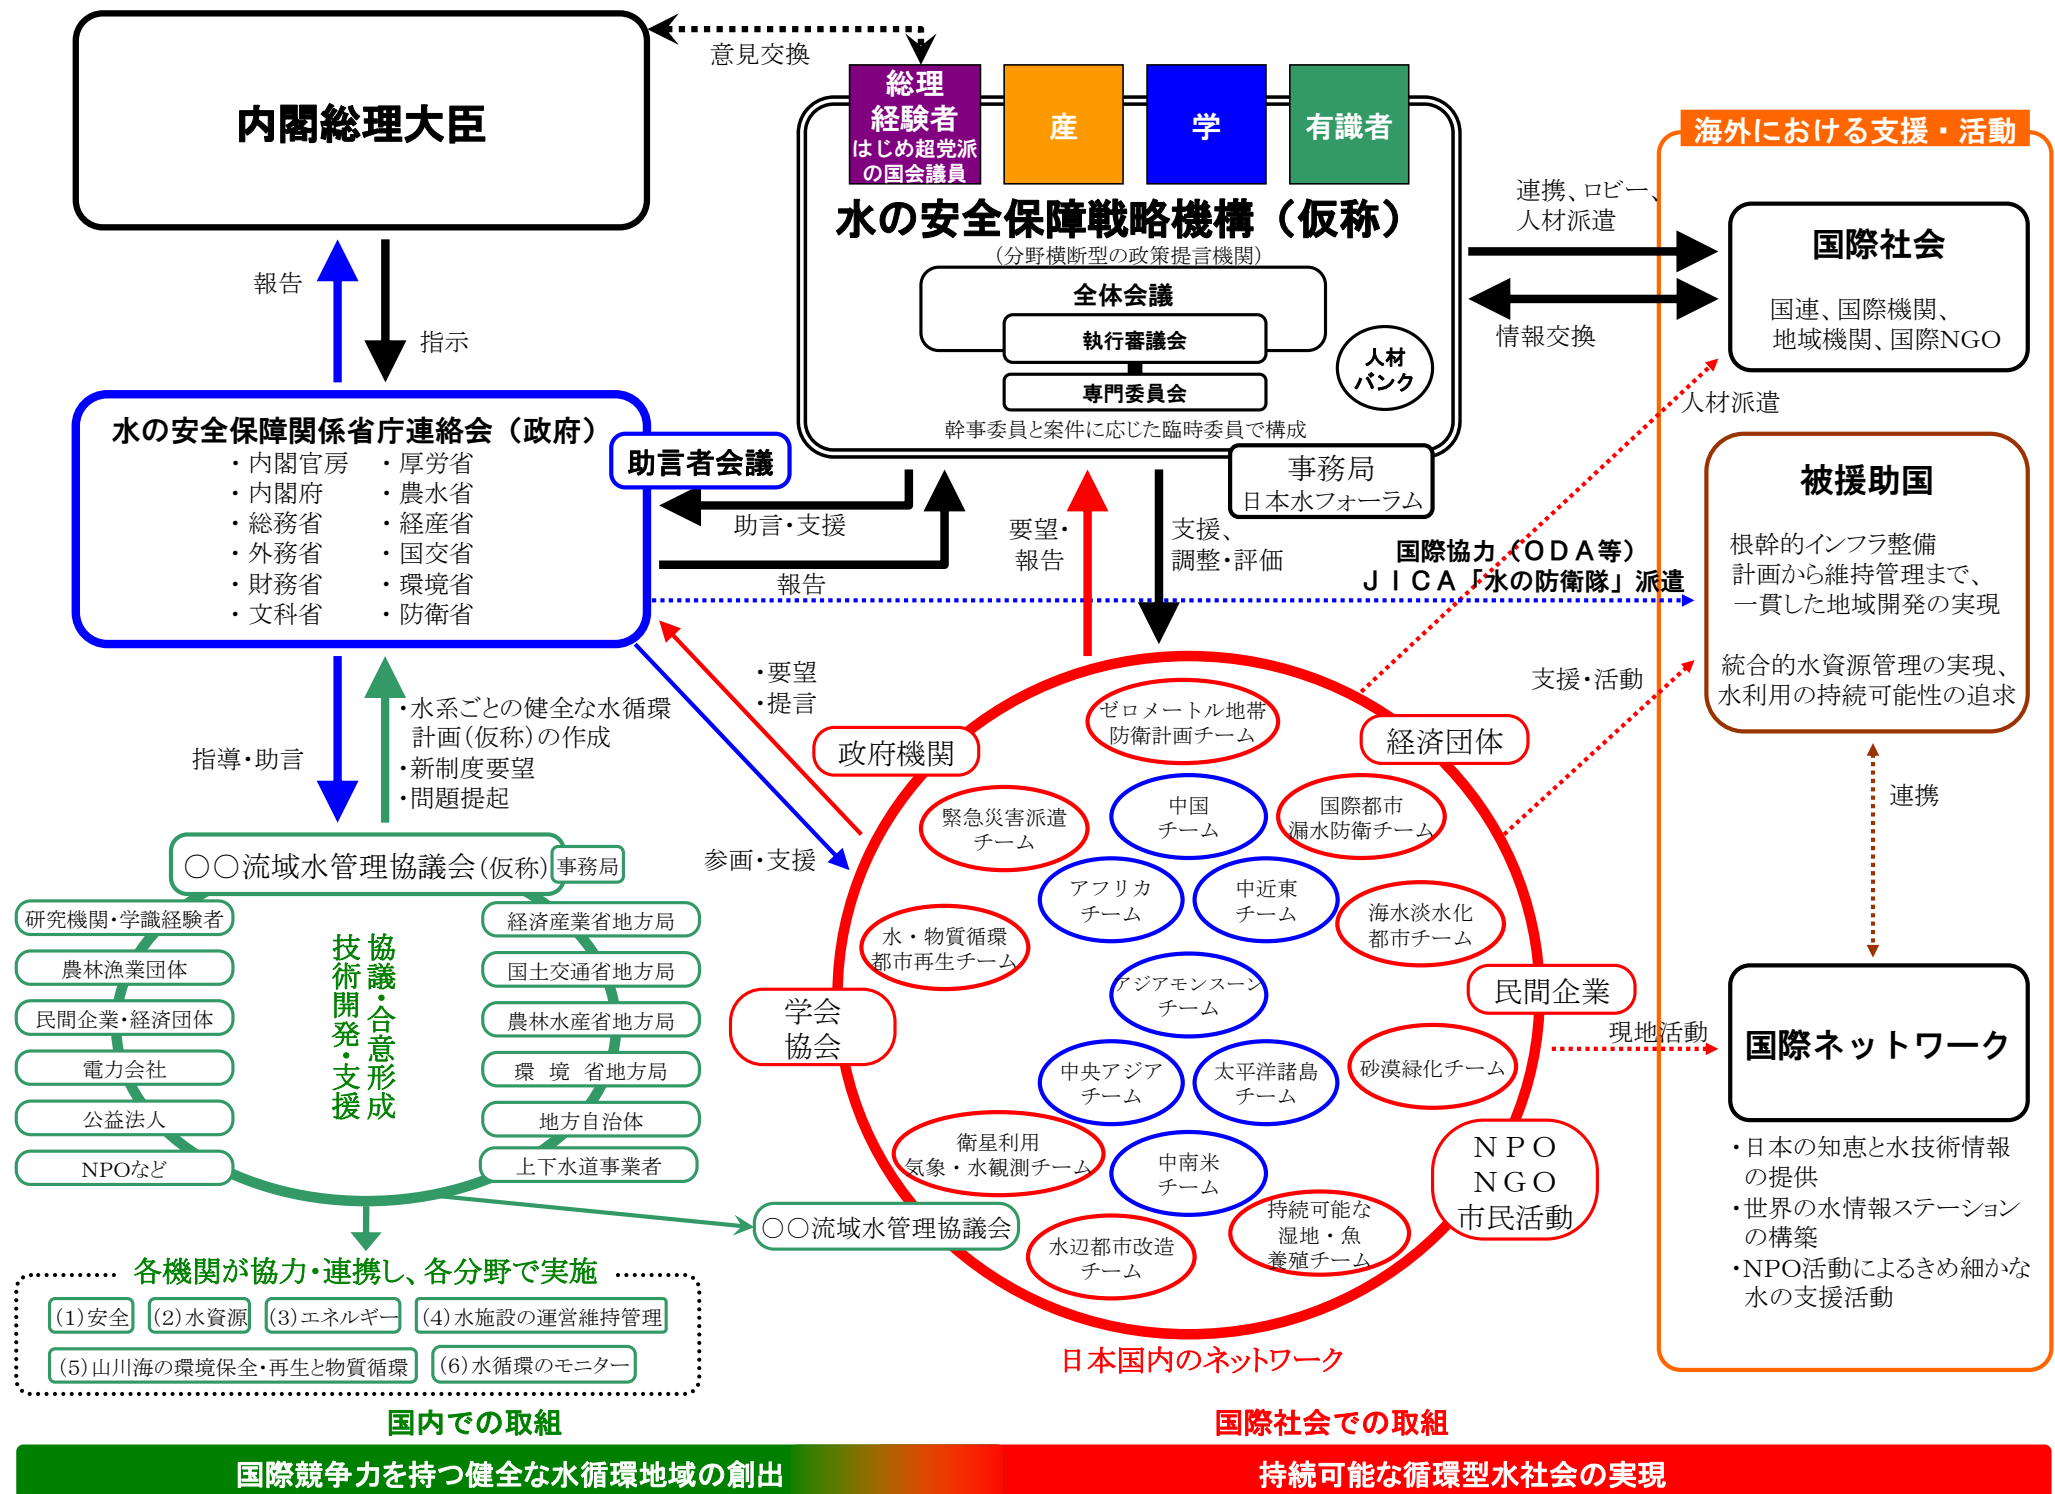 内閣総理大臣
意見交換
総理
経験者
はじめ超党派
の国会議員
産
学
有識者
水の安全保障戦略機構（仮称）
（分野横断型の政策提言機関）
全体会議
執行審議会
専門委員会
人材
バンク
幹事委員と案件に応じた臨時委員で構成
事務局
日本水フォーラム
報告
指示
水の安全保障関係省庁連絡会（政府）
・内閣官房
・内閣府
・総務省
・外務省
・財務省
・文科省
・厚労省
・農水省
・経産省
・国交省
・環境省
・防衛省
助言者会議
助言・支援
報告
要望・
報告
支援、
調整・評価
海外における支援・活動
連携、ロビー、
人材派遣
情報交換
国際社会
国連、国際機関、
地域機関、国際NGO
人材派遣
被援助国
根幹的インフラ整備
計画から維持管理まで、
一貫した地域開発の実現
統合的水資源管理の実現、
水利用の持続可能性の追求
国際協力（ＯＤＡ等）
ＪＩＣＡ「水の防衛隊」派遣
支援・活動
連携
国際ネットワーク
現地活動
・日本の知恵と水技術情報
の提供
・世界の水情報ステーション
の構築
・NPO活動によるきめ細かな
水の支援活動
指導・助言
・水系ごとの健全な水循環
計画（仮称）の作成
・新制度要望
・問題提起
・要望
・提言
参画・支援
〇〇流域水管理協議会（仮称）
事務局
研究機関・学識経験者
農林漁業団体
民間企業・経済団体
電力会社
公益法人
NPOなど
協議・合意形成
技術開発・支援
経済産業省地方局
国土交通省地方局
農林水産省地方局
環　境　省地方局
地方自治体
上下水道事業者
各機関が協力・連携し、各分野で実施
（1）安全
（2）水資源
（3）エネルギー
（4）水施設の運営維持管理
（5）山川海の環境保全・再生と物質循環
（6）水循環のモニター
政府機関
経済団体
学会
協会
民間企業
ＮＰＯ
ＮＧＯ
市民活動
〇〇流域水管理協議会
ゼロメートル地帯
防衛計画チーム
緊急災害派遣
チーム
中国
チーム
国際都市
漏水防衛チーム
アフリカ
チーム
中近東
チーム
水・物質循環
都市再生チーム
海水淡水化
都市チーム
アジアモンスーン
チーム
中央アジア
チーム
太平洋諸島
チーム
砂漠緑化チーム
衛星利用
気象・水観測チーム
中南米
チーム
水辺都市改造
チーム
持続可能な
湿地・魚
養殖チーム
日本国内のネットワーク
国内での取組
国際社会での取組
国際競争力を持つ健全な水循環地域の創出
持続可能な循環型水社会の実現